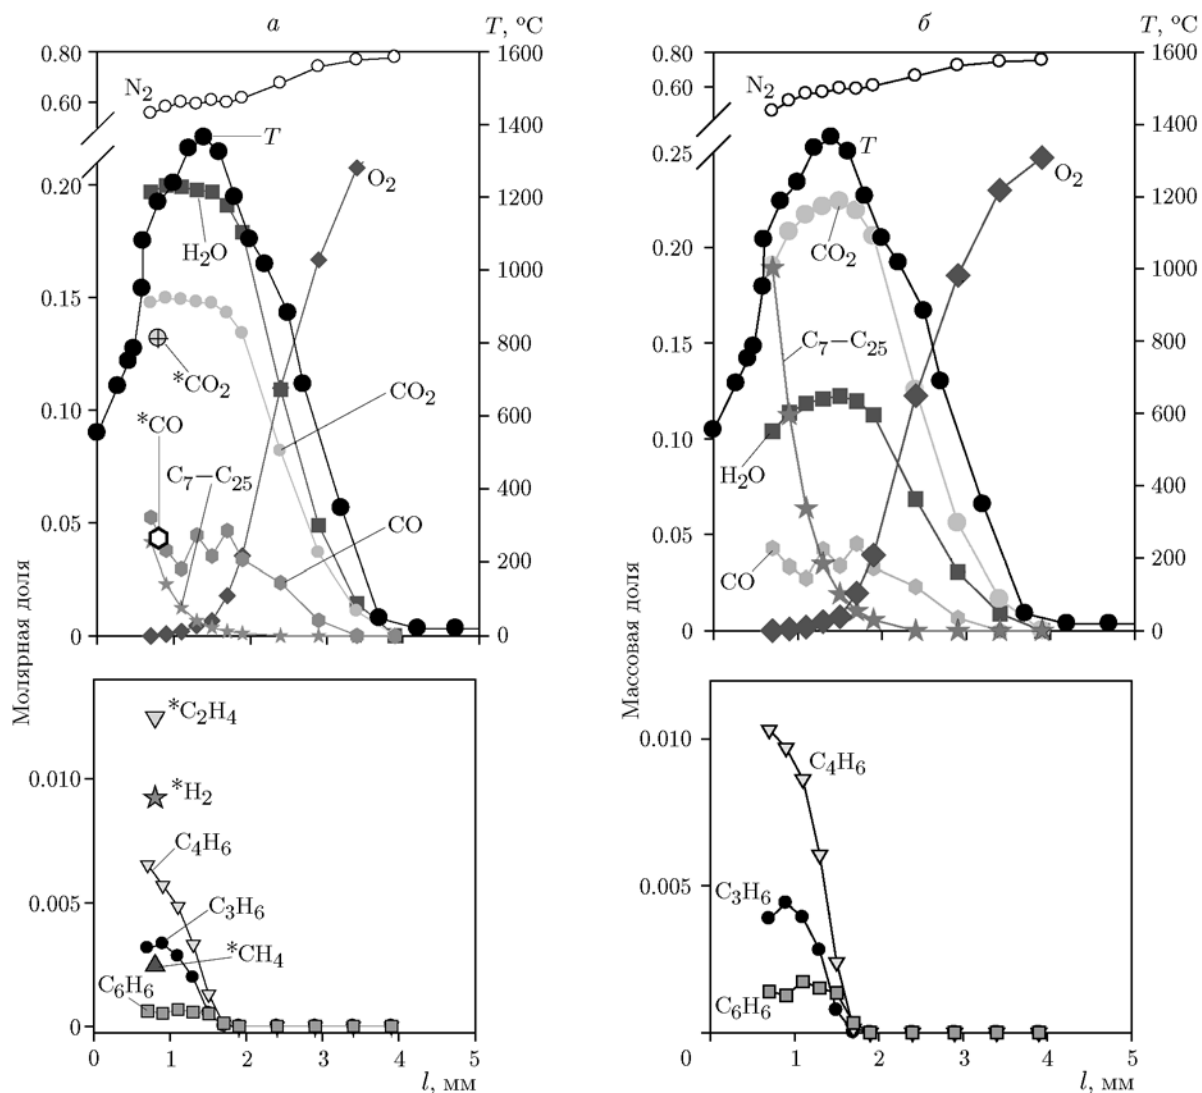 а
T, °C
0.80
1600
N₂
0.60
1400
T
O₂
0.20
1200
H₂O
1000
0.15
800
*CO₂
CO₂
0.10
*CO
600
C₇—C₂₅
400
0.05
CO
200
0
0
Молярная доля
*C₂H₄
0.010
*H₂
C₄H₆
0.005
C₃H₆
*CH₄
C₆H₆
0
0
1
2
3
4
5
l, мм
б
T, °C
0.80
1600
N₂
0.60
1400
0.25
T
O₂
1200
0.20
CO₂
1000
0.15
C₇—C₂₅
800
0.10
H₂O
600
400
0.05
CO
200
0
0
Массовая доля
0.010
C₄H₆
0.005
C₃H₆
C₆H₆
0
1
2
3
4
5
l, мм